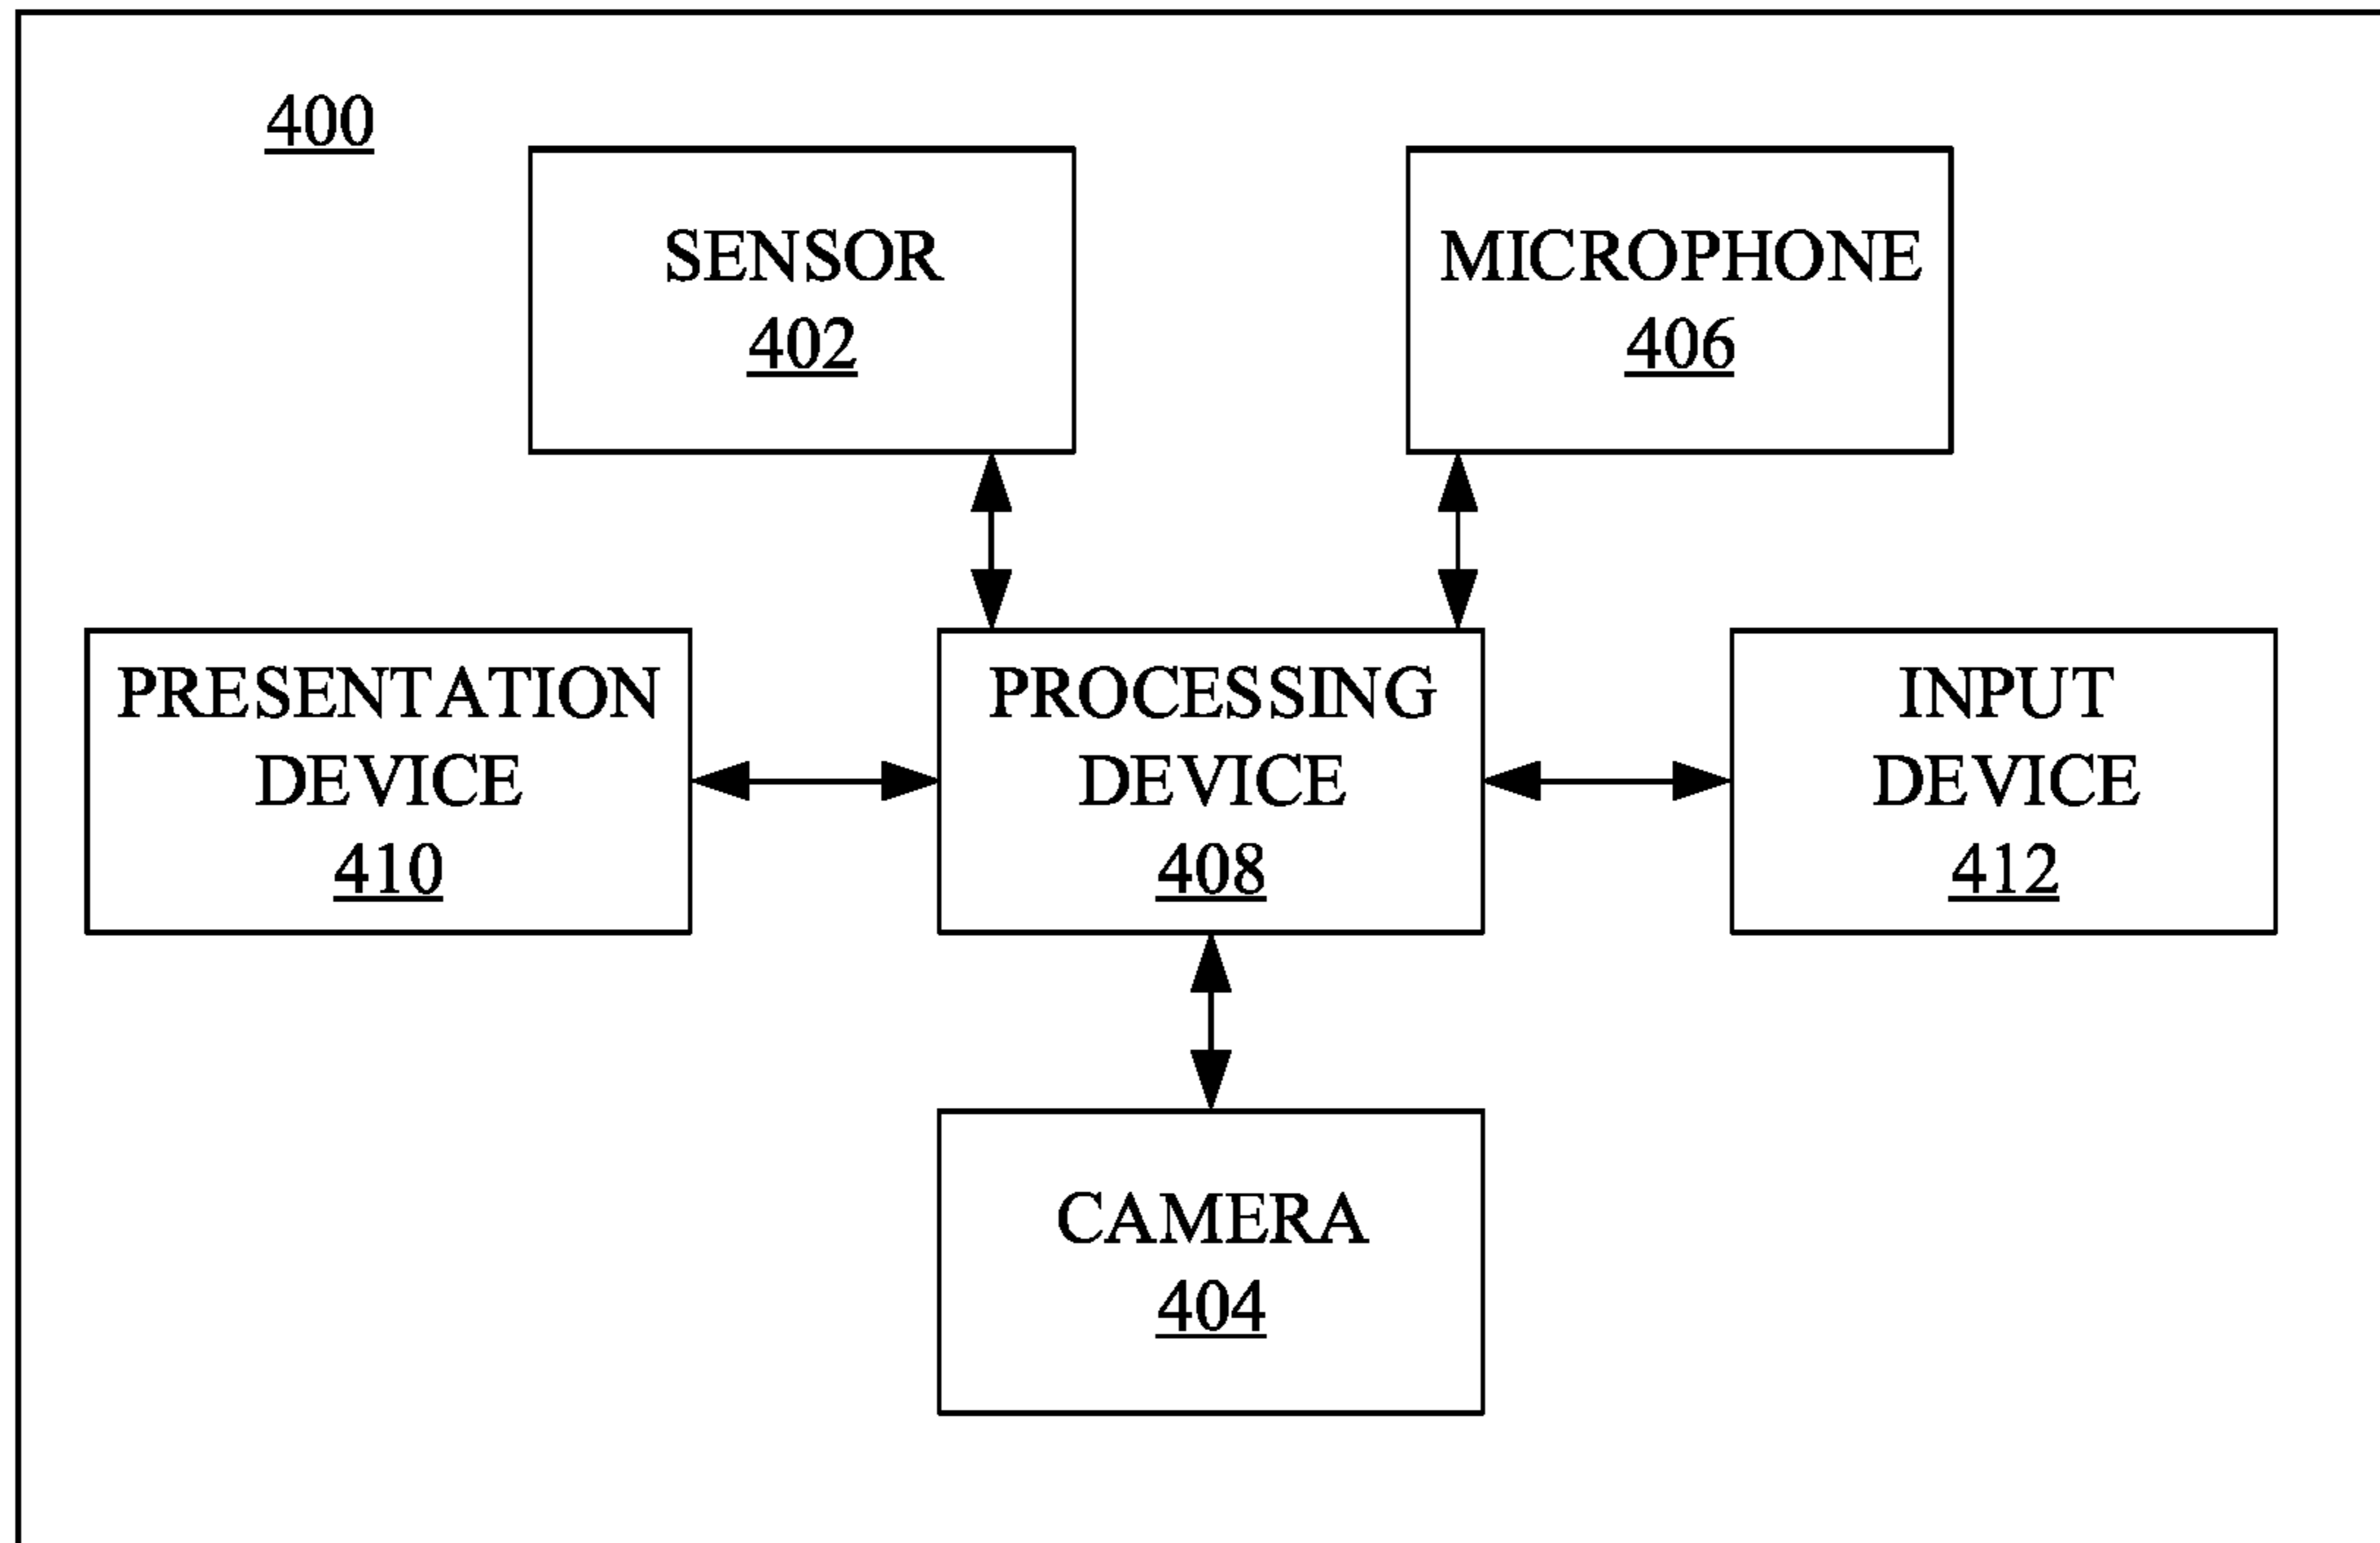 400
SENSOR
402
MICROPHONE
406
PRESENTATION
DEVICE
410
PROCESSING
DEVICE
408
INPUT
DEVICE
412
CAMERA
404